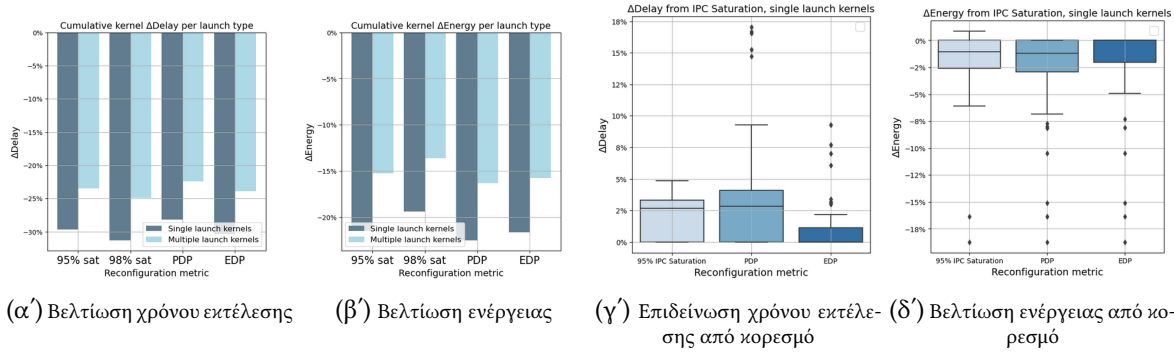 Cumulative kernel ΔDelay per launch type
0%
−5%
−10%
−15%
−20%
−25%
−30%
ΔDelay
Single launch kernels
Multiple launch kernels
95% sat 98% sat PDP EDP
Reconfiguration metric
(α′) Βελτίωση χρόνου εκτέλεσης
Cumulative kernel ΔEnergy per launch type
0%
−5%
−10%
−15%
−20%
ΔEnergy
Single launch kernels
Multiple launch kernels
95% sat 98% sat PDP EDP
Reconfiguration metric
(β′) Βελτίωση ενέργειας
ΔDelay from IPC Saturation, single launch kernels
18%
15%
12%
10%
8%
5%
2%
0%
ΔDelay
95% IPC Saturation PDP EDP
Reconfiguration metric
(γ′) Επιδείνωση χρόνου εκτέλε-
σης από κορεσμό
ΔEnergy from IPC Saturation, single launch kernels
0%
−2%
−5%
−8%
−10%
−12%
−15%
−18%
ΔEnergy
95% IPC Saturation PDP EDP
Reconfiguration metric
(δ′) Βελτίωση ενέργειας από κο-
ρεσμό